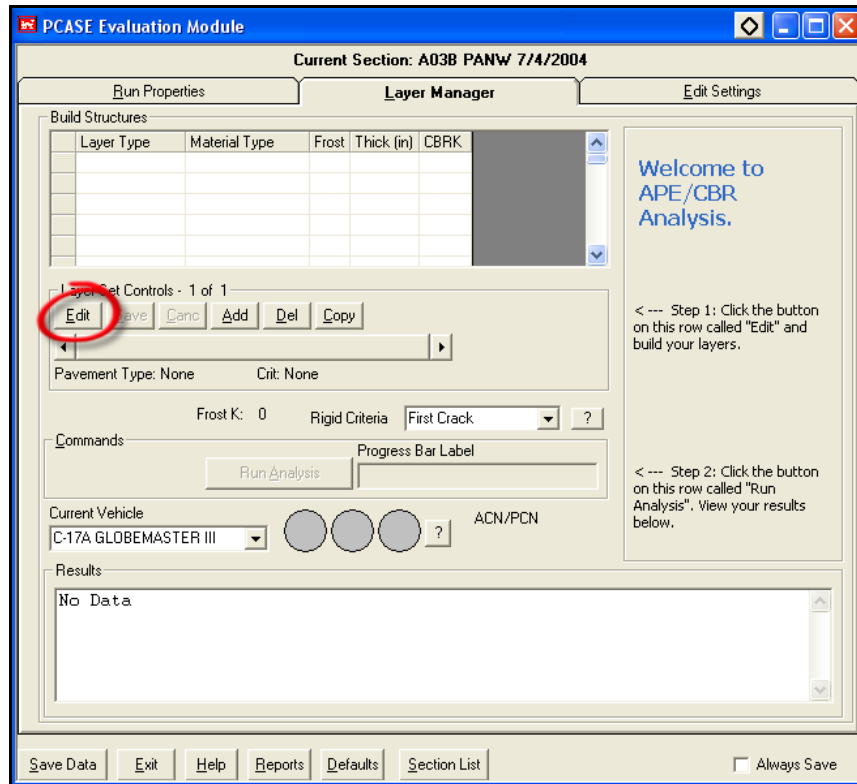 PCASE Evaluation Module
Current Section: A03B PANW 7/4/2004
Run Properties
Layer Manager
Edit Settings
Build Structures
Layer Type Material Type Frost Thick (in) CBRK
Welcome to
APE/CBR
Analysis.
Layer Set Controls - 1 of 1
Edit Save Canc Add Del Copy
< --- Step 1: Click the button
on this row called "Edit" and
build your layers.
Pavement Type: None Crit: None
Frost K: 0 Rigid Criteria First Crack ?
Commands
Progress Bar Label
Run Analysis
< --- Step 2: Click the button
on this row called "Run
Analysis". View your results
below.
Current Vehicle
C-17A GLOBEMASTER III ? ACN/PCN
Results
No Data
Save Data Exit Help Reports Defaults Section List Always Save